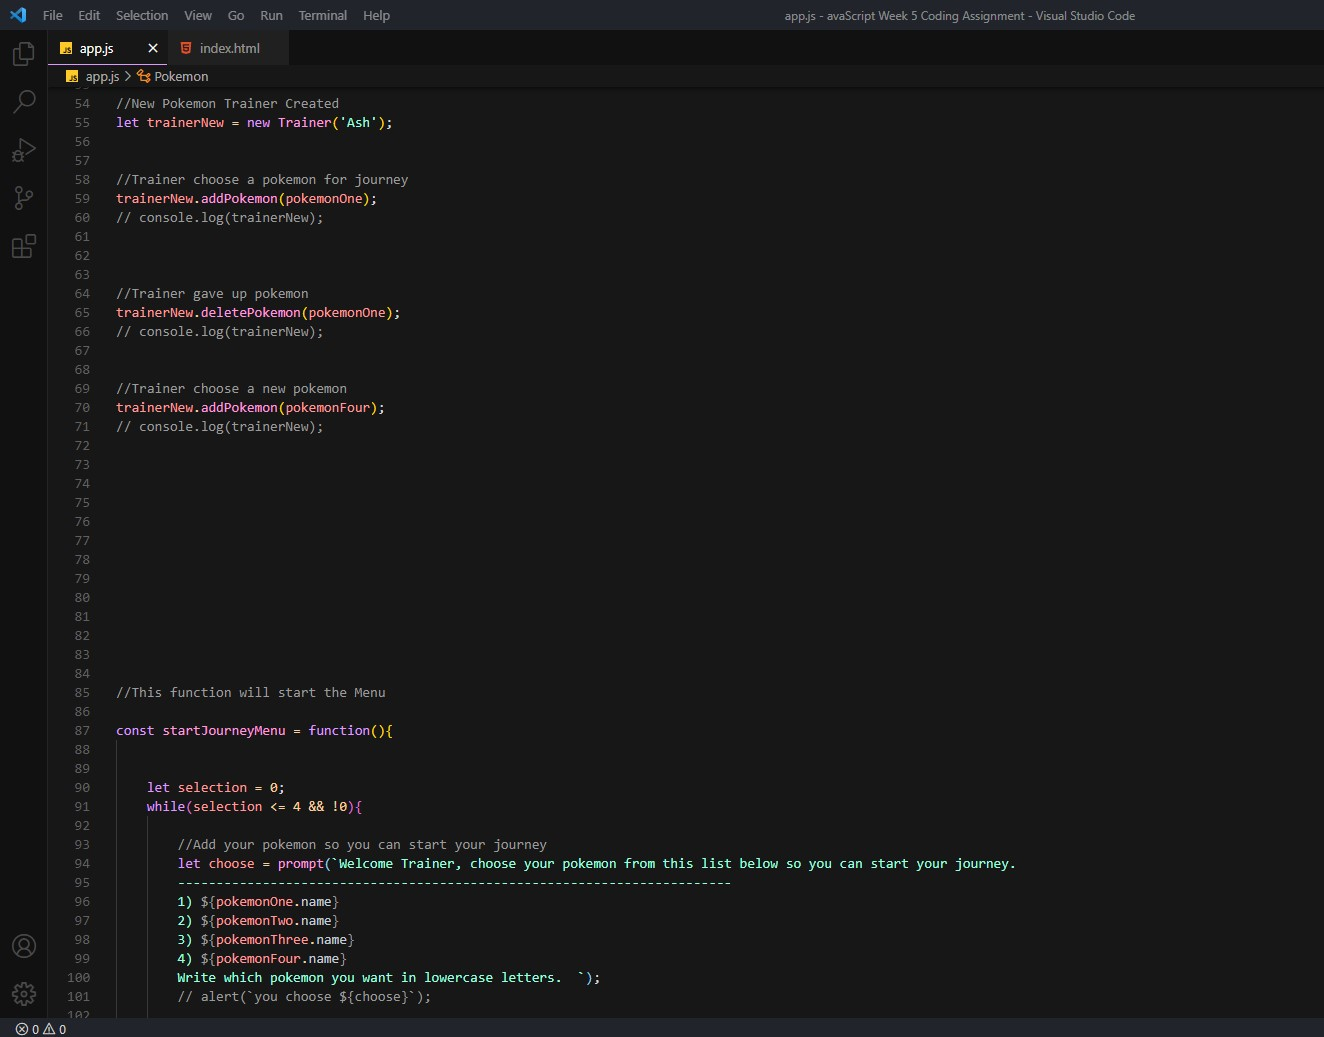 File Edit Selection View Go Run Terminal Help app.js - avaScript Week 5 Coding Assignment - Visual Studio Code
JS app.js × index.html
JS app.js > Pokemon
54 //New Pokemon Trainer Created
55 let trainerNew = new Trainer('Ash');
56
57
58 //Trainer choose a pokemon for journey
59 trainerNew.addPokemon(pokemonOne);
60 // console.log(trainerNew);
61
62
63
64 //Trainer gave up pokemon
65 trainerNew.deletePokemon(pokemonOne);
66 // console.log(trainerNew);
67
68
69 //Trainer choose a new pokemon
70 trainerNew.addPokemon(pokemonFour);
71 // console.log(trainerNew);
72
73
74
75
76
77
78
79
80
81
82
83
84
85 //This function will start the Menu
86
87 const startJourneyMenu = function(){
88
89
90 let selection = 0;
91 while(selection <= 4 && !0){
92
93 //Add your pokemon so you can start your journey
94 let choose = prompt(`Welcome Trainer, choose your pokemon from this list below so you can start your journey.
95 ------------------------------------------------------------------------
96 1) ${pokemonOne.name}
97 2) ${pokemonTwo.name}
98 3) ${pokemonThree.name}
99 4) ${pokemonFour.name}
100 Write which pokemon you want in lowercase letters.  `);
101 // alert(`you choose ${choose}`);
102
0 0